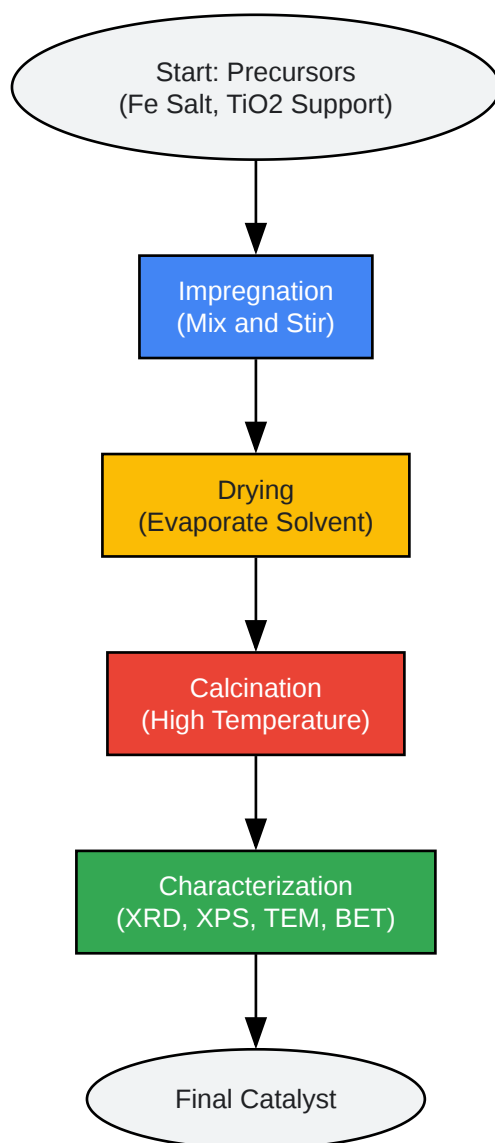 Start: Precursors
(Fe Salt, TiO2 Support)
Impregnation
(Mix and Stir)
Drying
(Evaporate Solvent)
Calcination
(High Temperature)
Characterization
(XRD, XPS, TEM, BET)
Final Catalyst